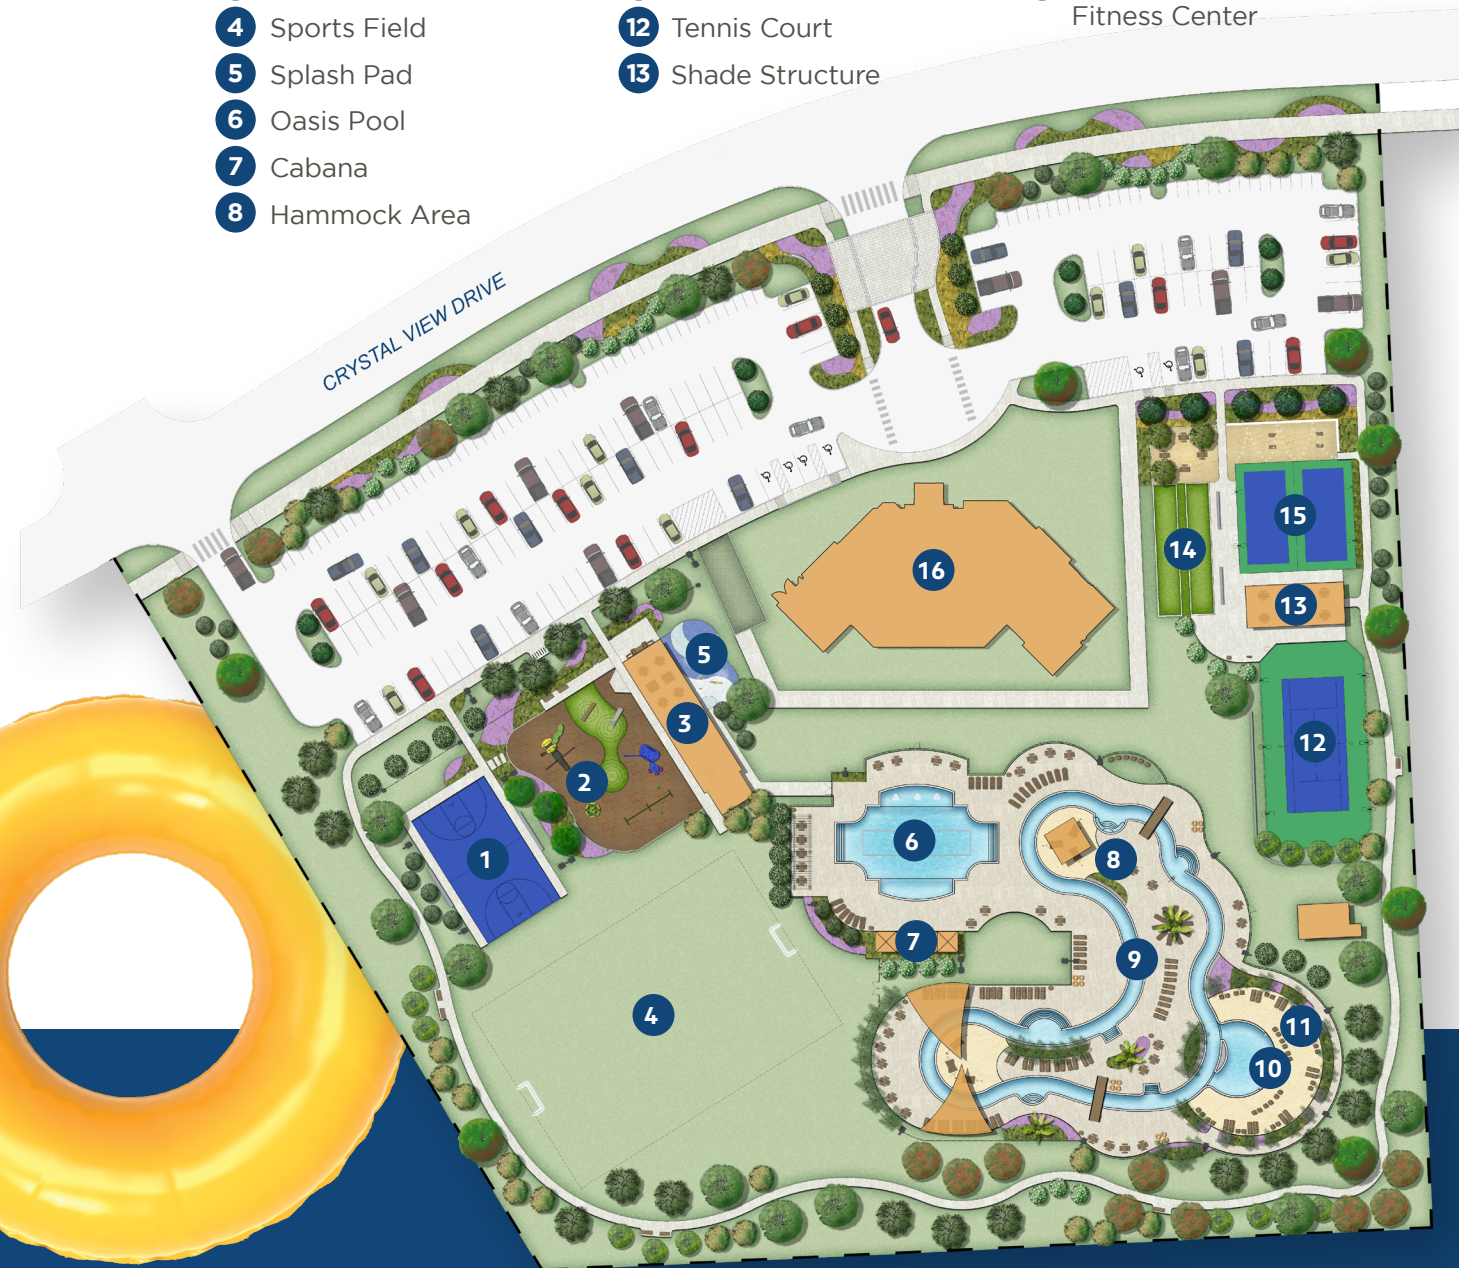 4 Sports Field
5 Splash Pad
6 Oasis Pool
7 Cabana
8 Hammock Area
12 Tennis Court
13 Shade Structure
Fitness Center
CRYSTAL VIEW DRIVE
15
14
16
13
5
3
12
2
6
1
8
7
9
4
11
10